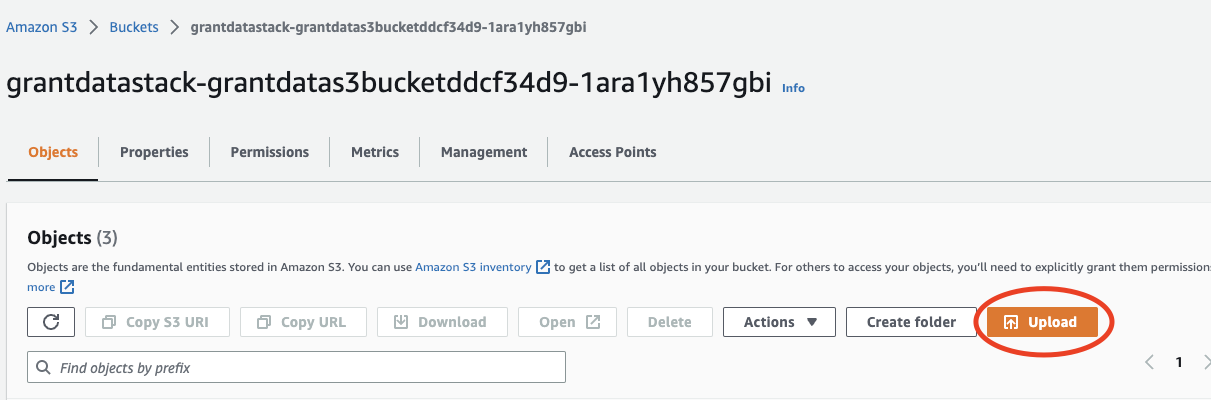 Amazon S3 > Buckets > grantdatastack-grantdatas3bucketddcf34d9-1ara1yh857gbi
grantdatastack-grantdatas3bucketddcf34d9-1ara1yh857gbi Info
Objects Properties Permissions Metrics Management Access Points
Objects (3)
Objects are the fundamental entities stored in Amazon S3. You can use Amazon S3 inventory to get a list of all objects in your bucket. For others to access your objects, you'll need to explicitly grant them permissions
more
Copy S3 URI Copy URL Download Open Delete Actions Create folder Upload
Find objects by prefix
1